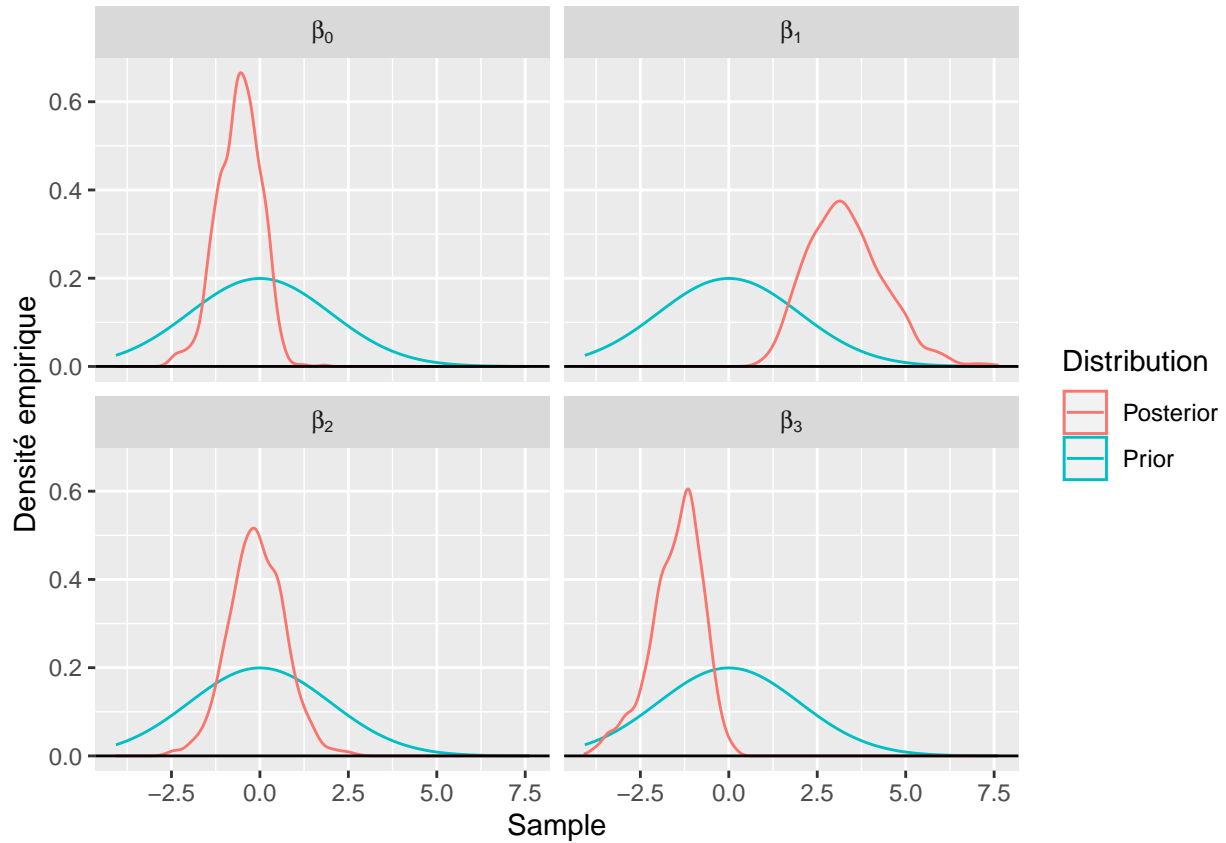 β₀ β₁
0.6
0.4
0.2
0.0
β₂ β₃
0.6
0.4
0.2
0.0
−2.5 0.0 2.5 5.0 7.5 −2.5 0.0 2.5 5.0 7.5
Sample
Densité empirique
Distribution
Posterior
Prior